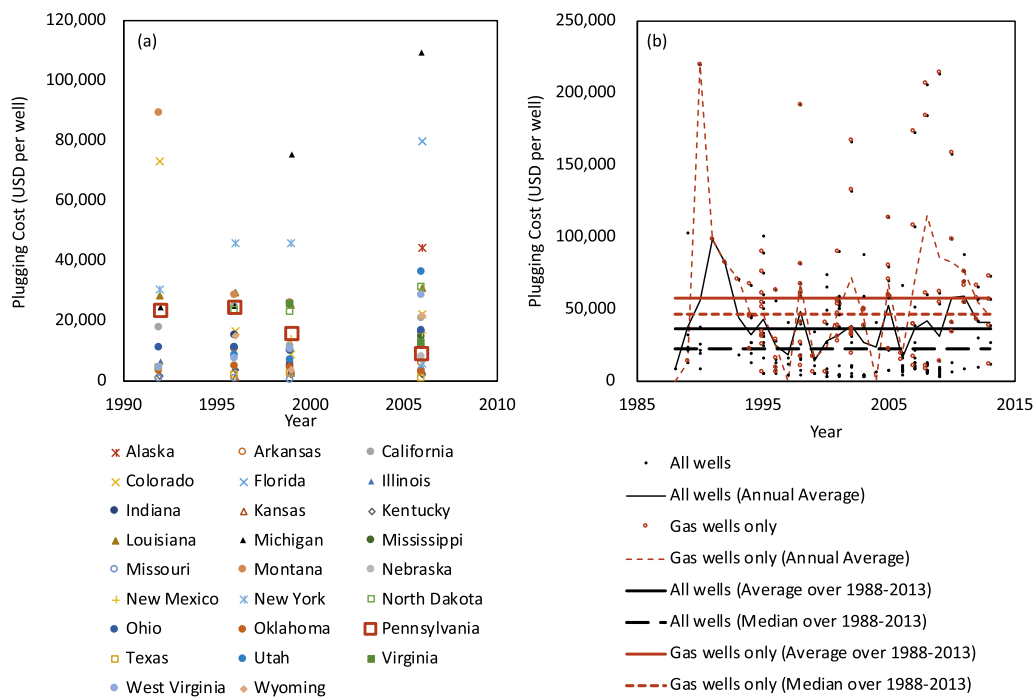 120,000
100,000
80,000
60,000
40,000
20,000
0
Plugging Cost (USD per well)
(a)
1990 1995 2000 2005 2010
Year
250,000
200,000
150,000
100,000
50,000
0
Plugging Cost (USD per well)
(b)
1985 1995 2005 2015
Year
Alaska Arkansas California
Colorado Florida Illinois
Indiana Kansas Kentucky
Louisiana Michigan Mississippi
Missouri Montana Nebraska
New Mexico New York North Dakota
Ohio Oklahoma Pennsylvania
Texas Utah Virginia
West Virginia Wyoming
All wells
All wells (Annual Average)
Gas wells only
Gas wells only (Annual Average)
All wells (Average over 1988-2013)
All wells (Median over 1988-2013)
Gas wells only (Average over 1988-2013)
Gas wells only (Median over 1988-2013)